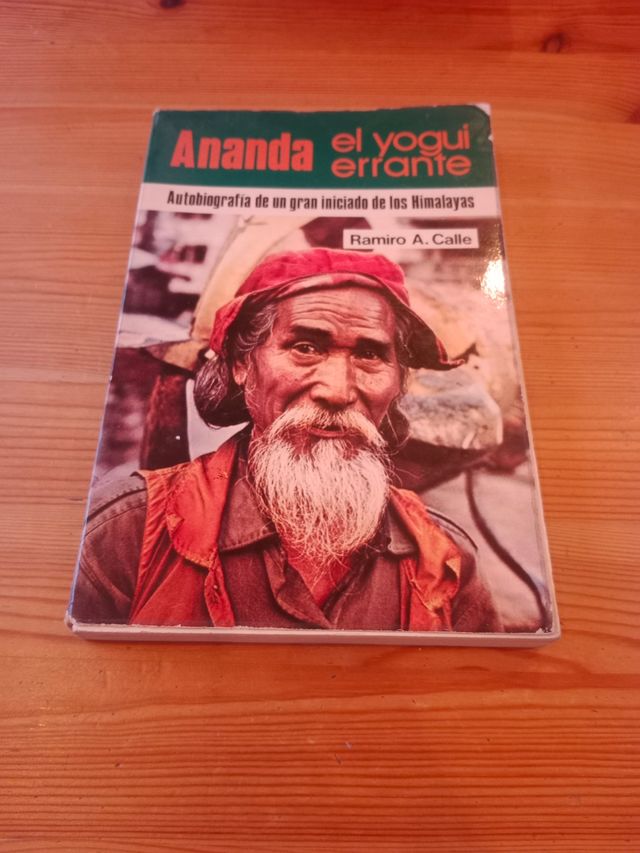 Ananda el yogui
errante
Autobiografía de un gran iniciado de los Himalayas
Ramiro A. Calle